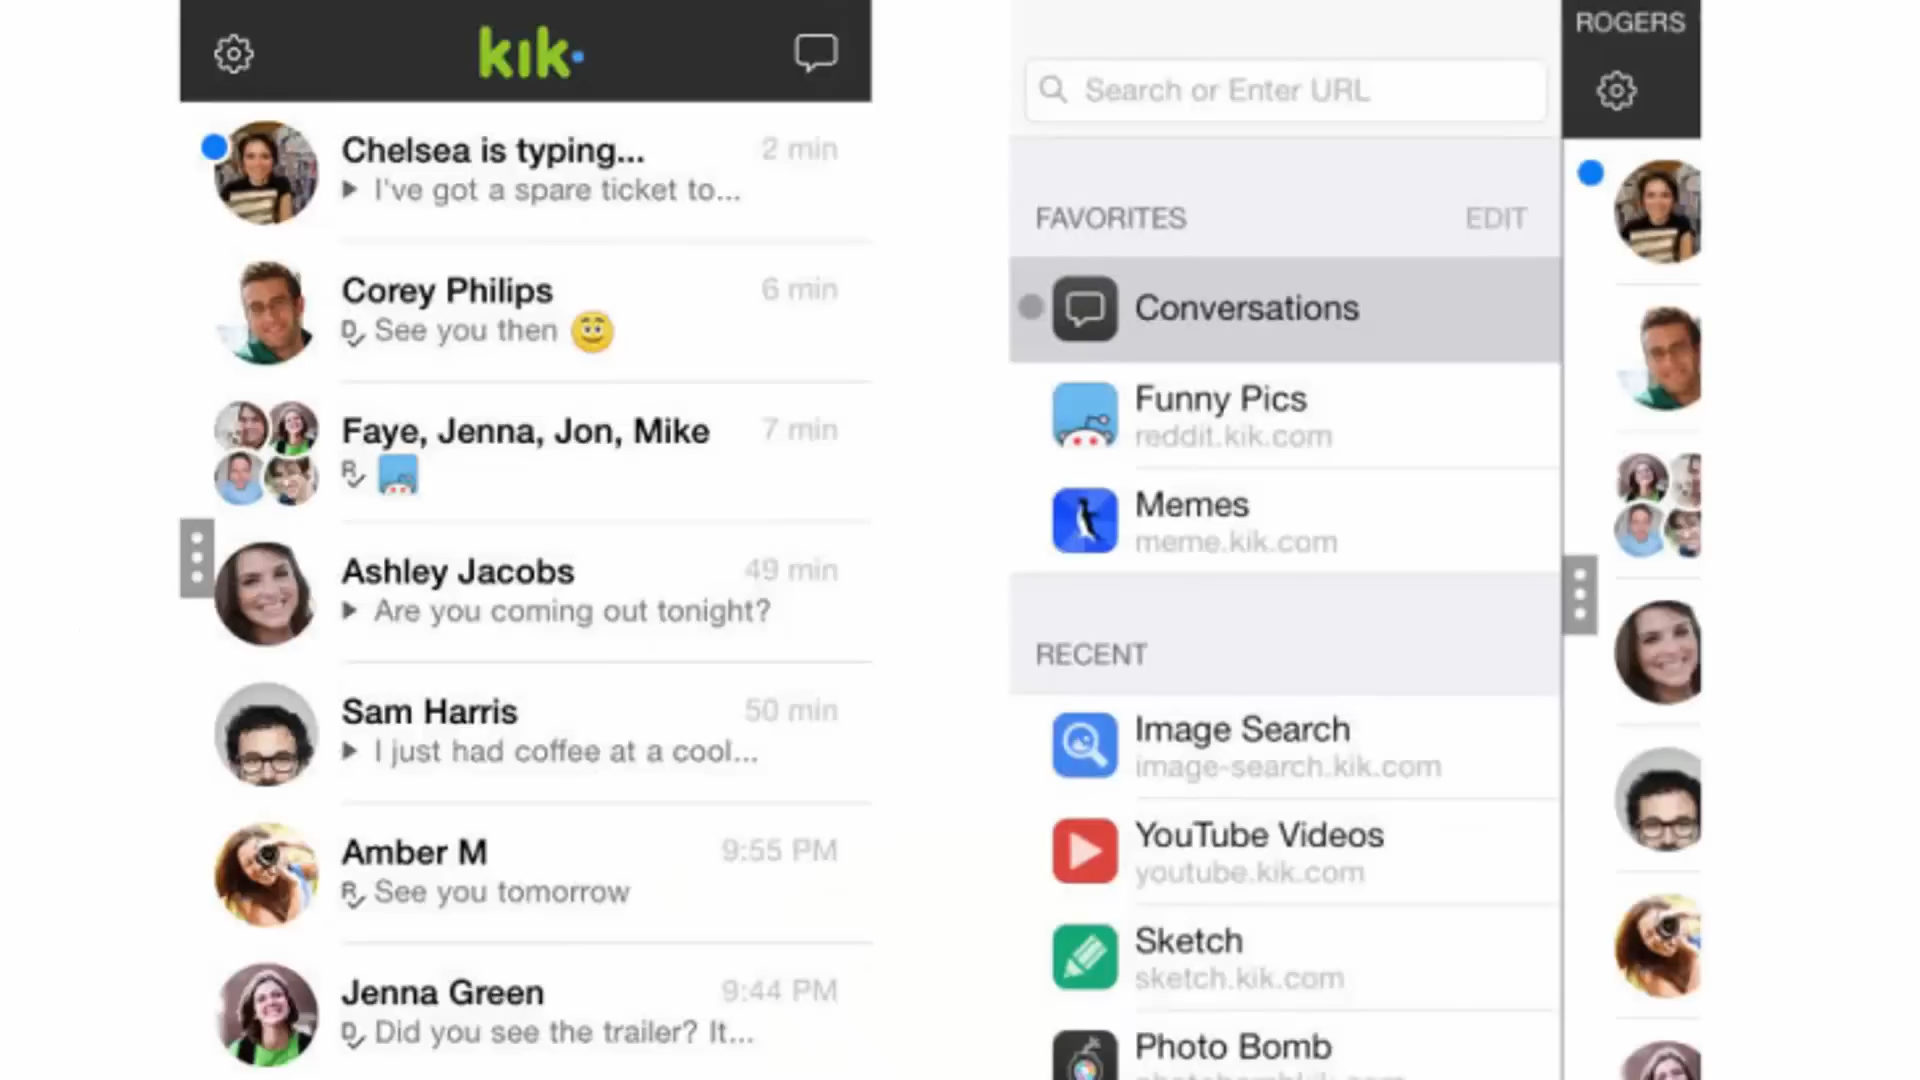 kik.
Chelsea is typing...
2 min
I've got a spare ticket to...
Corey Philips
6 min
D See you then
Faye, Jenna, Jon, Mike
7 min
R
Ashley Jacobs
49 min
Are you coming out tonight?
Sam Harris
50 min
I just had coffee at a cool...
Amber M
9:55 PM
R See you tomorrow
Jenna Green
9:44 PM
D Did you see the trailer? It...
Search or Enter URL
FAVORITES
EDIT
Conversations
Funny Pics
reddit.kik.com
Memes
meme.kik.com
RECENT
Image Search
image-search.kik.com
YouTube Videos
youtube.kik.com
Sketch
sketch.kik.com
Photo Bomb
ROGERS